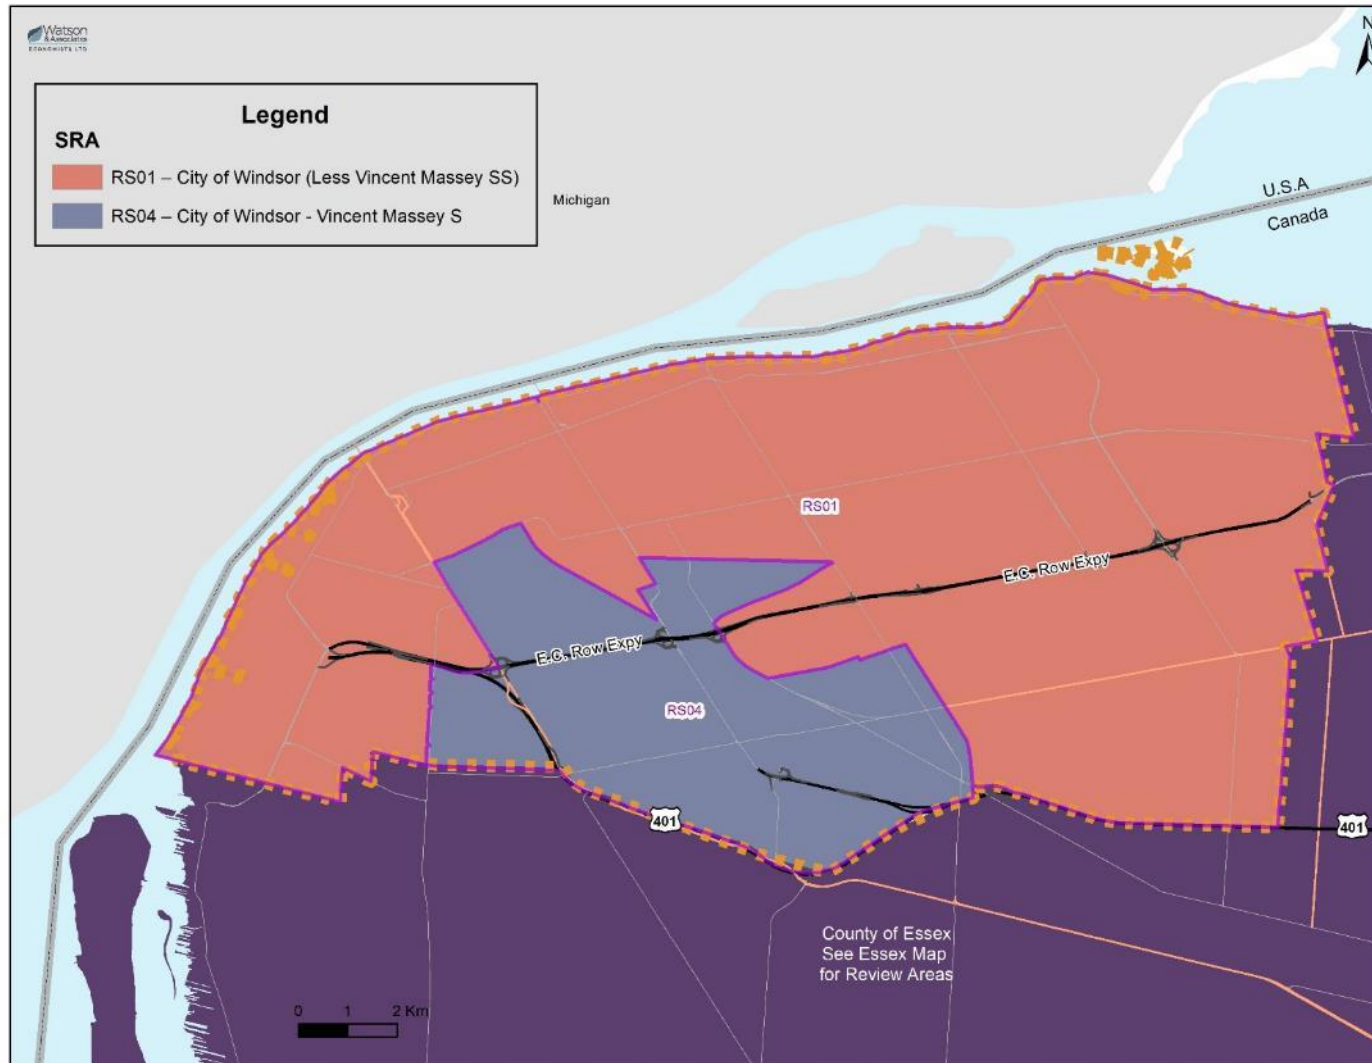 Watson
& Associates
ECONOMISTS LTD
N
Legend
SRA
RS01 – City of Windsor (Less Vincent Massey SS)
RS04 – City of Windsor - Vincent Massey S
Michigan
U.S.A
Canada
RS01
E.C. Row Expy
E.C. Row Expy
RS04
401
401
County of Essex
See Essex Map
for Review Areas
0 1 2 Km